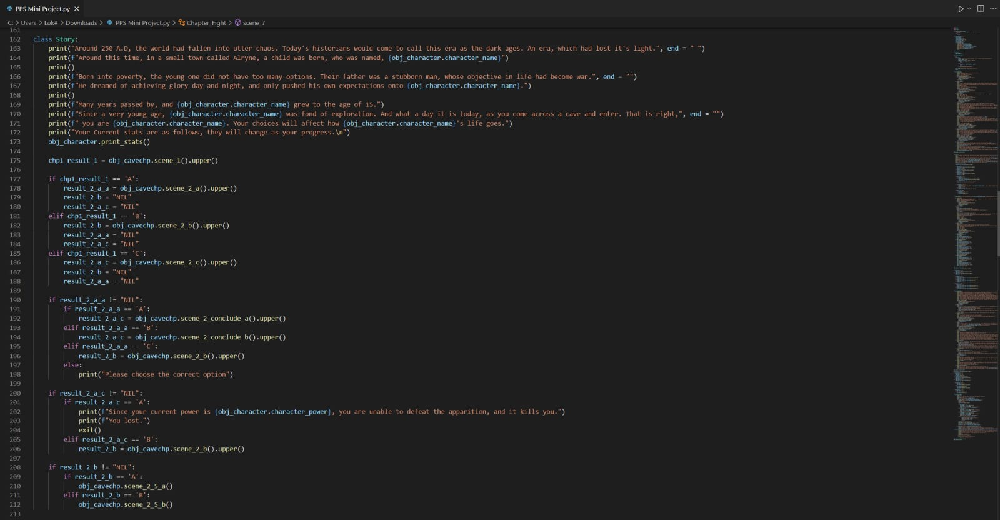 PPS Mini Project.py
C: > Users > Lok# > Downloads > PPS Mini Project.py > Chapter_Fight > scene_7
161
162 class Story:
163     print("Around 250 A.D, the world had fallen into utter chaos. Today's historians would come to call this era as the dark ages. An era, which had lost it's light.", end = " ")
164     print(f"Around this time, in a small town called Alryne, a child was born, who was named, {obj_character.character_name}")
165     print()
166     print(f"Born into poverty, the young one did not have too many options. Their father was a stubborn man, whose objective in life had become war.", end = "")
167     print(f"He dreamed of achieving glory day and night, and only pushed his own expectations onto {obj_character.character_name}.")
168     print()
169     print(f"Many years passed by, and {obj_character.character_name} grew to the age of 15.")
170     print(f"Since a very young age, {obj_character.character_name} was fond of exploration. And what a day it is today, as you come across a cave and enter. That is right,", end = "")
171     print(f" you are {obj_character.character_name}. Your choices will affect how {obj_character.character_name}'s life goes.")
172     print("Your Current stats are as follows, they will change as your progress.\n")
173     obj_character.print_stats()
174
175     chp1_result_1 = obj_cavechp.scene_1().upper()
176
177     if chp1_result_1 == 'A':
178         result_2_a_a = obj_cavechp.scene_2_a().upper()
179         result_2_b = "NIL"
180         result_2_a_c = "NIL"
181     elif chp1_result_1 == 'B':
182         result_2_b = obj_cavechp.scene_2_b().upper()
183         result_2_a_a = "NIL"
184         result_2_a_c = "NIL"
185     elif chp1_result_1 == 'C':
186         result_2_a_c = obj_cavechp.scene_2_c().upper()
187         result_2_b = "NIL"
188         result_2_a_a = "NIL"
189
190     if result_2_a_a != "NIL":
191         if result_2_a_a == 'A':
192             result_2_a_c = obj_cavechp.scene_2_conclude_a().upper()
193         elif result_2_a_a == 'B':
194             result_2_a_c = obj_cavechp.scene_2_conclude_b().upper()
195         elif result_2_a_a == 'C':
196             result_2_b = obj_cavechp.scene_2_b().upper()
197         else:
198             print("Please choose the correct option")
199
200     if result_2_a_c != "NIL":
201         if result_2_a_c == 'A':
202             print(f"Since your current power is {obj_character.character_power}, you are unable to defeat the apparition, and it kills you.")
203             print(f"You lost.")
204             exit()
205         elif result_2_a_c == 'B':
206             result_2_b = obj_cavechp.scene_2_b().upper()
207
208     if result_2_b != "NIL":
209         if result_2_b == 'A':
210             obj_cavechp.scene_2_5_a()
211         elif result_2_b == 'B':
212             obj_cavechp.scene_2_5_b()
213